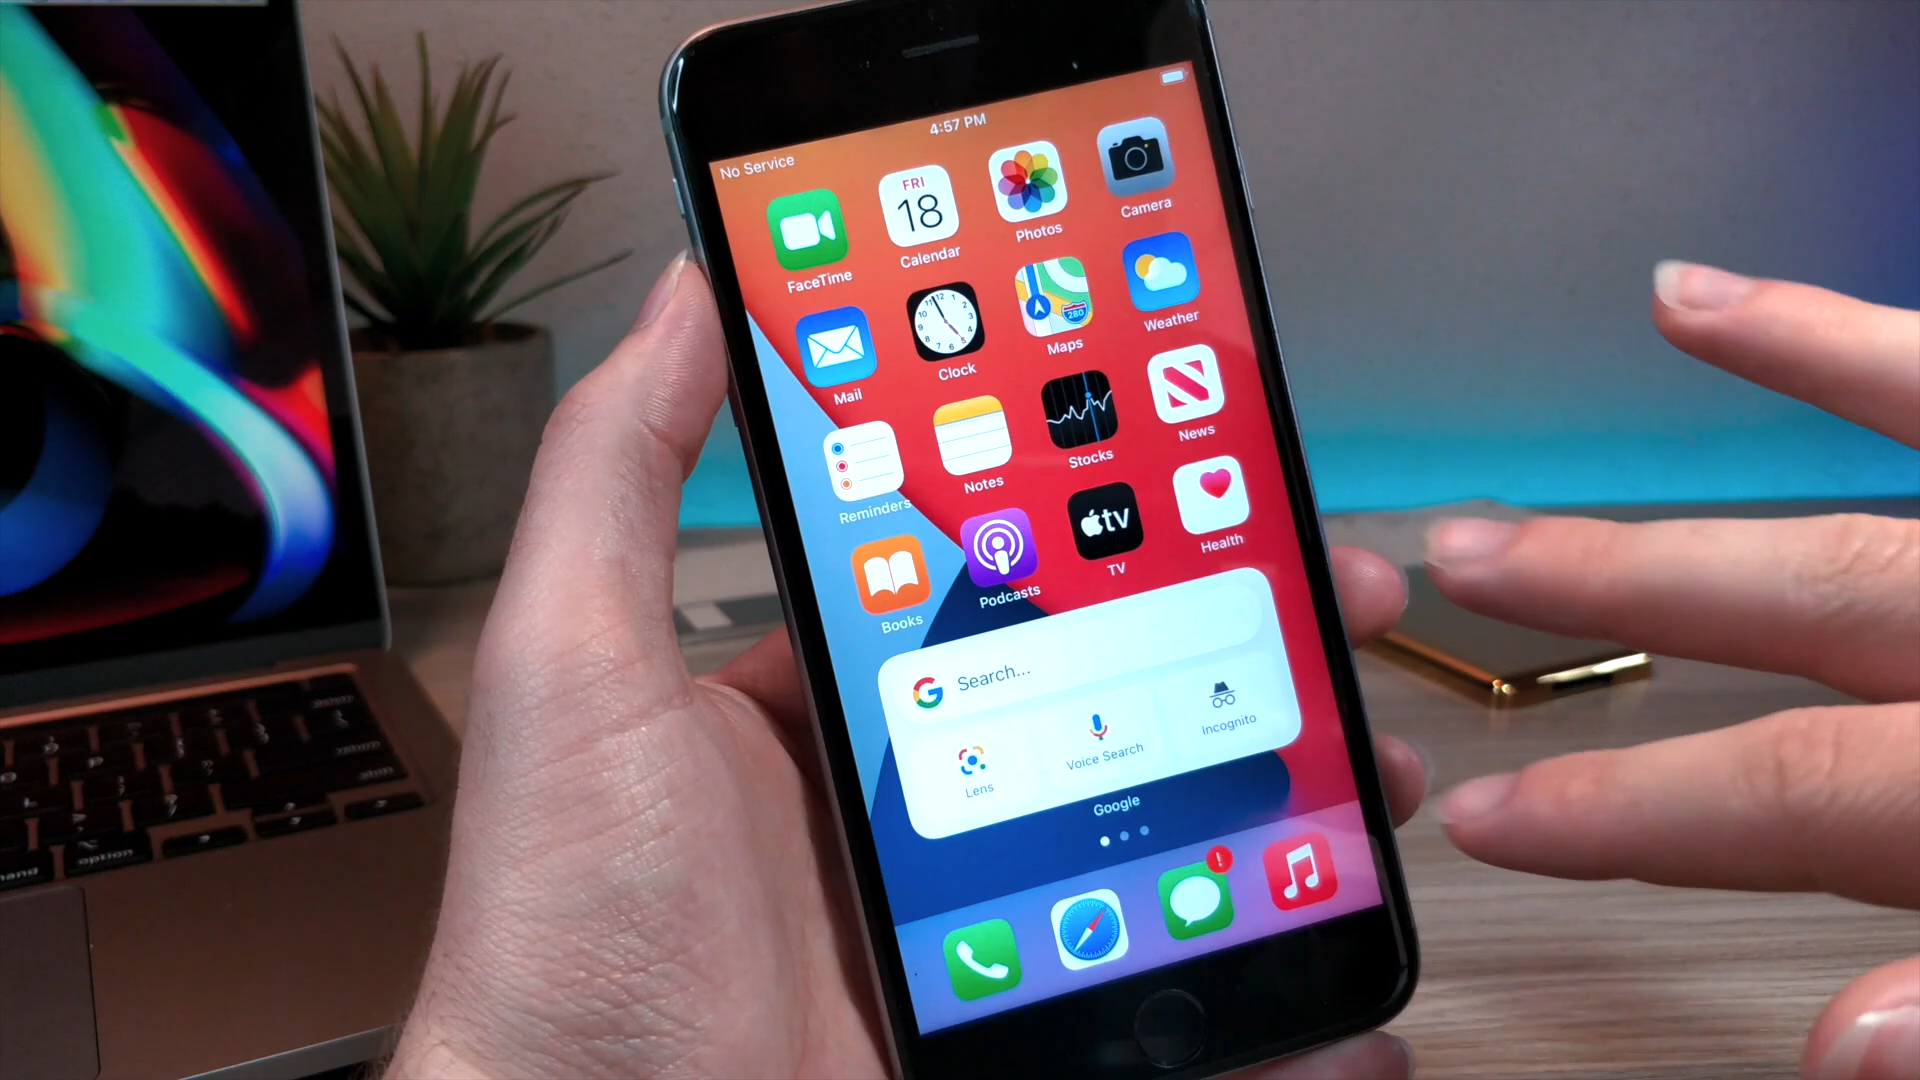 4:57 PM
No Service
FRI
18
FaceTime
Calendar
Photos
Camera
280
Mail
Clock
Maps
Weather
Reminders
Notes
Stocks
News
tv
Books
Podcasts
TV
Health
G Search...
Lens
Voice Search
Incognito
Google
!
option